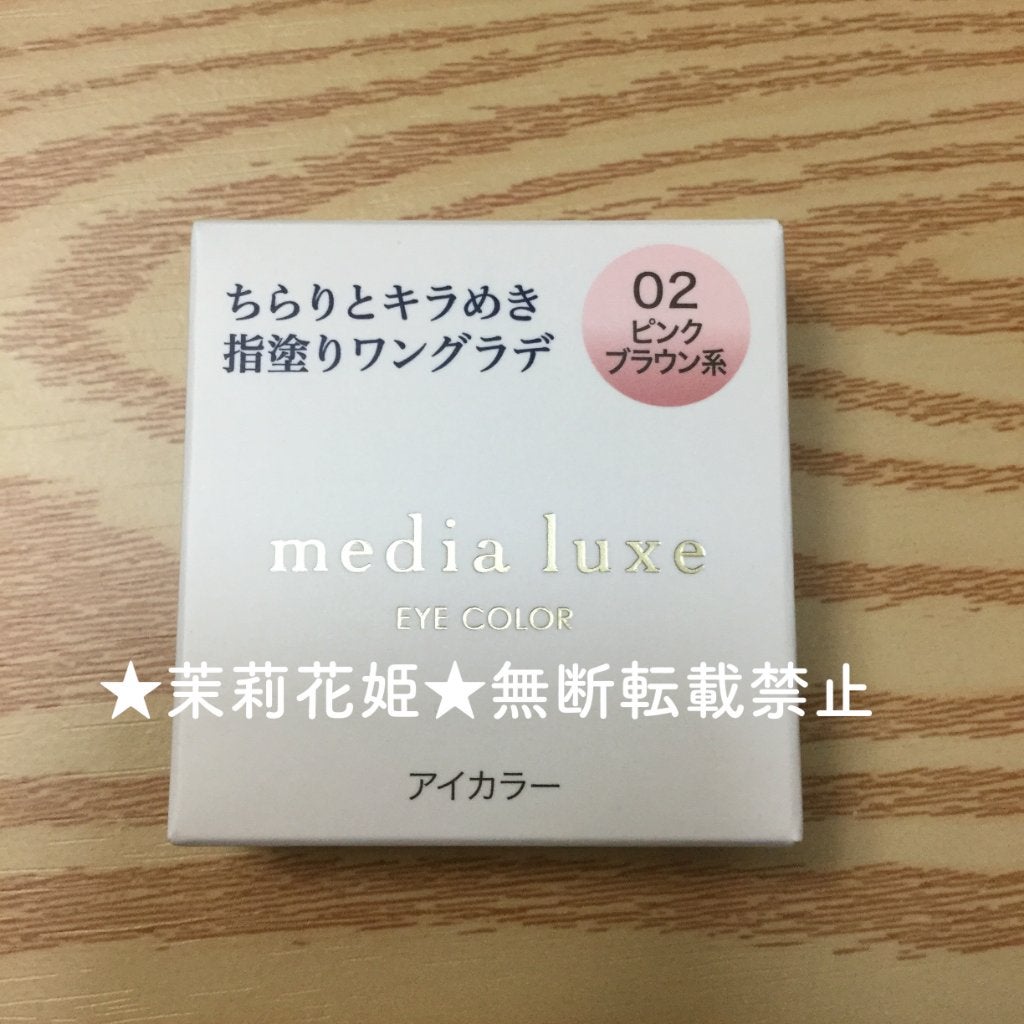 ちらりとキラめき
指塗りワングラデ
02
ピンク
ブラウン系
media luxe
EYE COLOR
★茉莉花姫★無断転載禁止
アイカラー